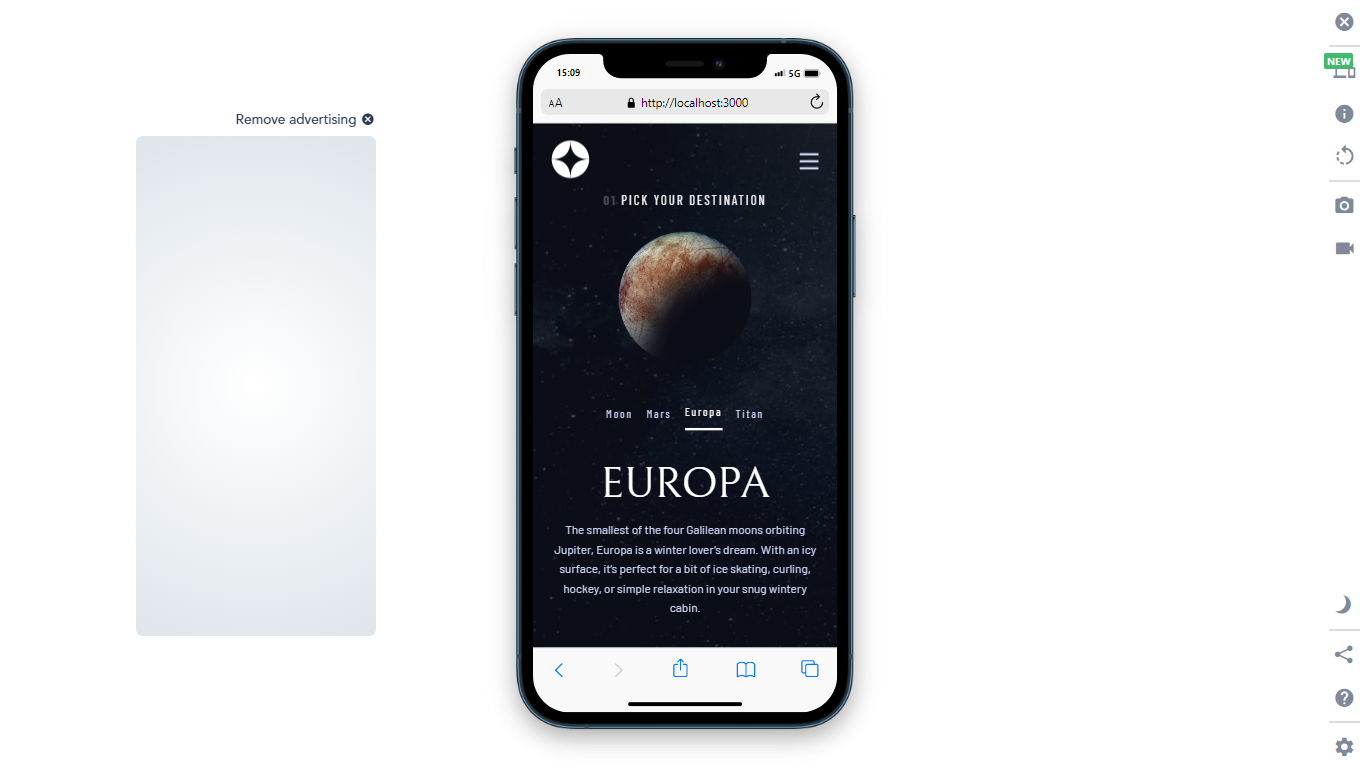 NEW
Remove advertising
15:09
5G
AA
http://localhost:3000
01 PICK YOUR DESTINATION
Moon Mars Europa Titan
EUROPA
The smallest of the four Galilean moons orbiting
Jupiter, Europa is a winter lover's dream. With an icy
surface, it's perfect for a bit of ice skating, curling,
hockey, or simple relaxation in your snug wintery
cabin.